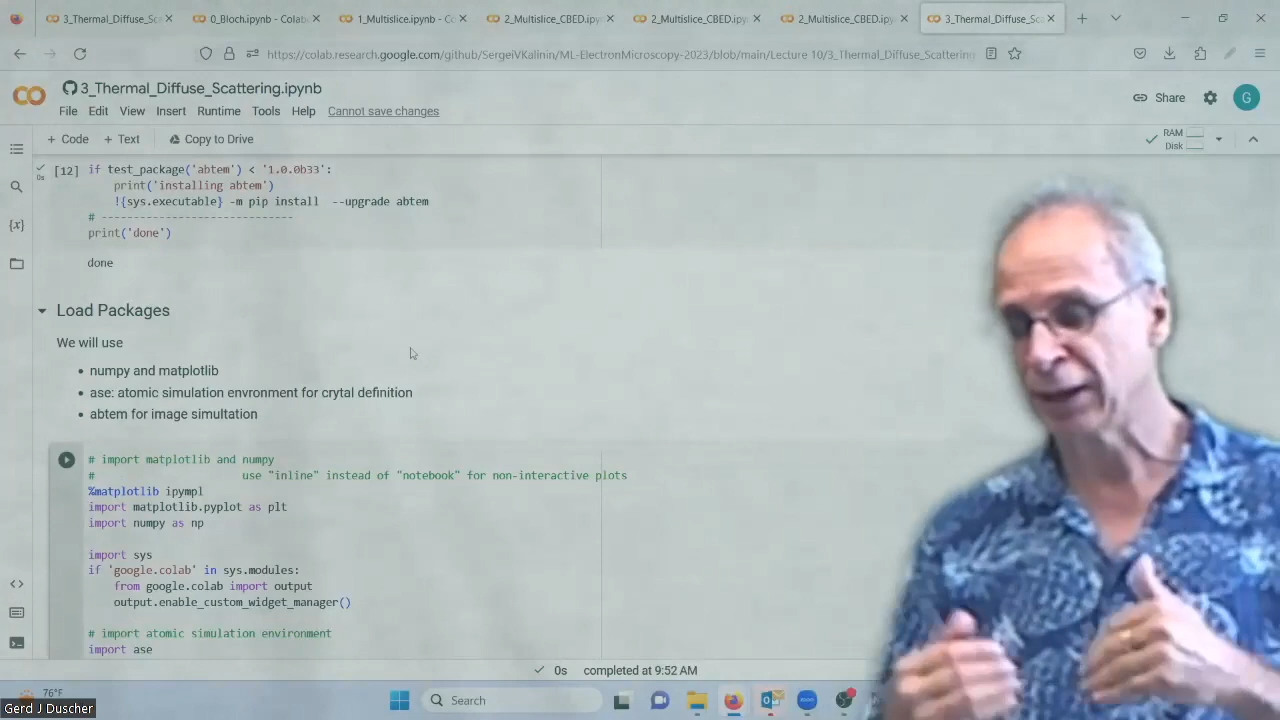 3_Thermal_Diffuse_Sca
0_Bloch.ipynb - Colab
1_Multislice.ipynb - Co
2_Multislice_CBED.ipy
2_Multislice_CBED.ipy
2_Multislice_CBED.ipy
3_Thermal_Diffuse_Sca
https://colab.research.google.com/github/SergeiVKalinin/ML-ElectronMicroscopy-2023/blob/main/Lecture 10/3_Thermal_Diffuse_Scattering
3_Thermal_Diffuse_Scattering.ipynb
File Edit View Insert Runtime Tools Help Cannot save changes
Share
G
+ Code + Text Copy to Drive
RAM
Disk
[12] if test_package('abtem') < '1.0.0b33':
0s
print('installing abtem')
!{sys.executable} -m pip install --upgrade abtem
# ----------------------------
print('done')
done
Load Packages
We will use
• numpy and matplotlib
• ase: atomic simulation envronment for crytal definition
• abtem for image simultation
# import matplotlib and numpy
# use "inline" instead of "notebook" for non-interactive plots
%matplotlib ipympl
import matplotlib.pyplot as plt
import numpy as np
import sys
if 'google.colab' in sys.modules:
from google.colab import output
output.enable_custom_widget_manager()
# import atomic simulation environment
import ase
0s completed at 9:52 AM
76°F
Search
Gerd J Duscher